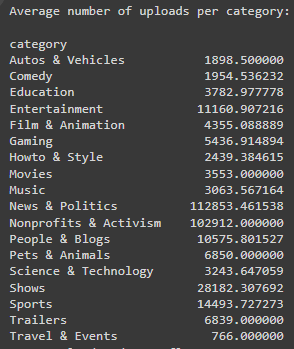 Average number of uploads per category:
category
Autos & Vehicles 1898.500000
Comedy 1954.536232
Education 3782.977778
Entertainment 11160.907216
Film & Animation 4355.088889
Gaming 5436.914894
Howto & Style 2439.384615
Movies 3553.000000
Music 3063.567164
News & Politics 112853.461538
Nonprofits & Activism 102912.000000
People & Blogs 10575.801527
Pets & Animals 6850.000000
Science & Technology 3243.647059
Shows 28182.307692
Sports 14493.727273
Trailers 6839.000000
Travel & Events 766.000000